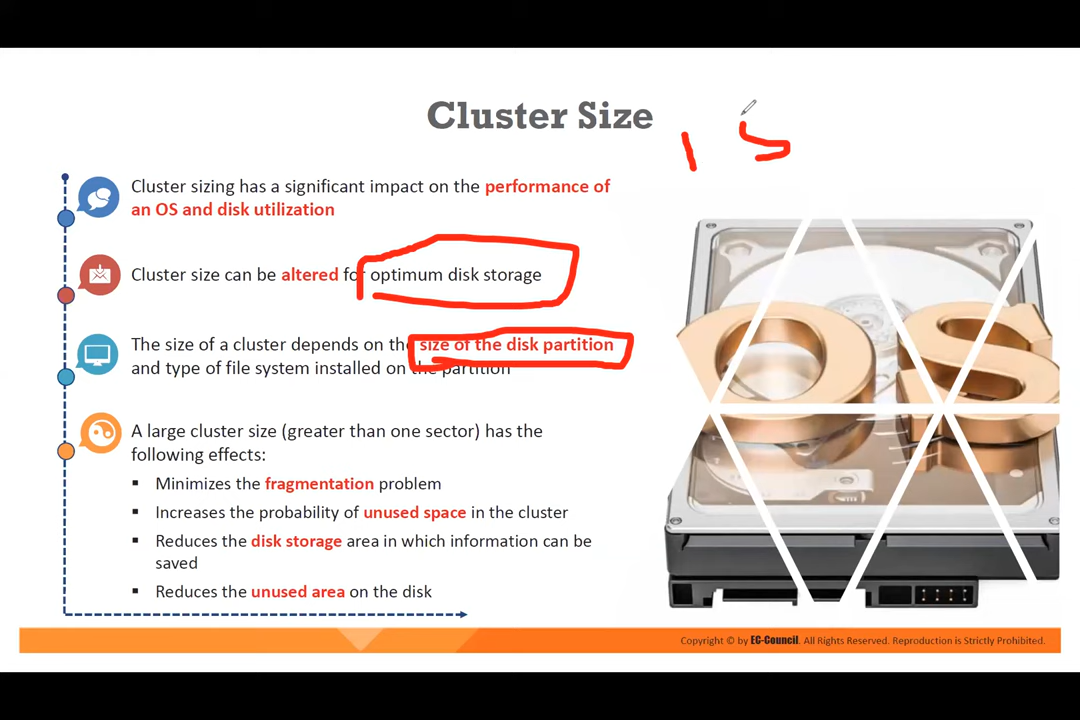 Cluster Size
1 5
Cluster sizing has a significant impact on the performance of
an OS and disk utilization
Cluster size can be altered for optimum disk storage
The size of a cluster depends on the size of the disk partition
and type of file system installed on the partition
A large cluster size (greater than one sector) has the
following effects:
▪ Minimizes the fragmentation problem
▪ Increases the probability of unused space in the cluster
▪ Reduces the disk storage area in which information can be
saved
▪ Reduces the unused area on the disk
OS
Copyright © by EC-Council. All Rights Reserved. Reproduction is Strictly Prohibited.